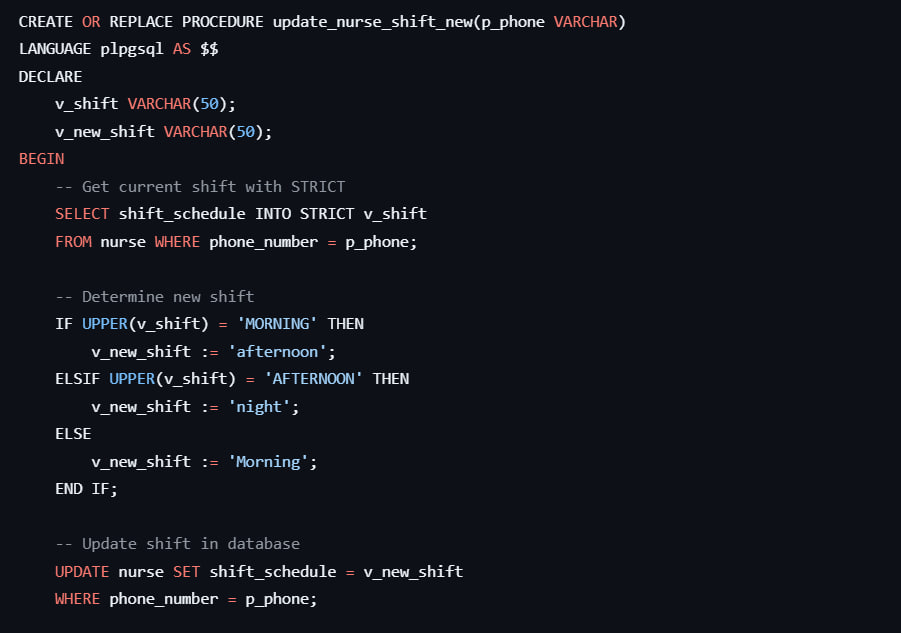 CREATE OR REPLACE PROCEDURE update_nurse_shift_new(p_phone VARCHAR)
LANGUAGE plpgsql AS $$
DECLARE
    v_shift VARCHAR(50);
    v_new_shift VARCHAR(50);
BEGIN
    -- Get current shift with STRICT
    SELECT shift_schedule INTO STRICT v_shift
    FROM nurse WHERE phone_number = p_phone;

    -- Determine new shift
    IF UPPER(v_shift) = 'MORNING' THEN
        v_new_shift := 'afternoon';
    ELSIF UPPER(v_shift) = 'AFTERNOON' THEN
        v_new_shift := 'night';
    ELSE
        v_new_shift := 'Morning';
    END IF;

    -- Update shift in database
    UPDATE nurse SET shift_schedule = v_new_shift
    WHERE phone_number = p_phone;